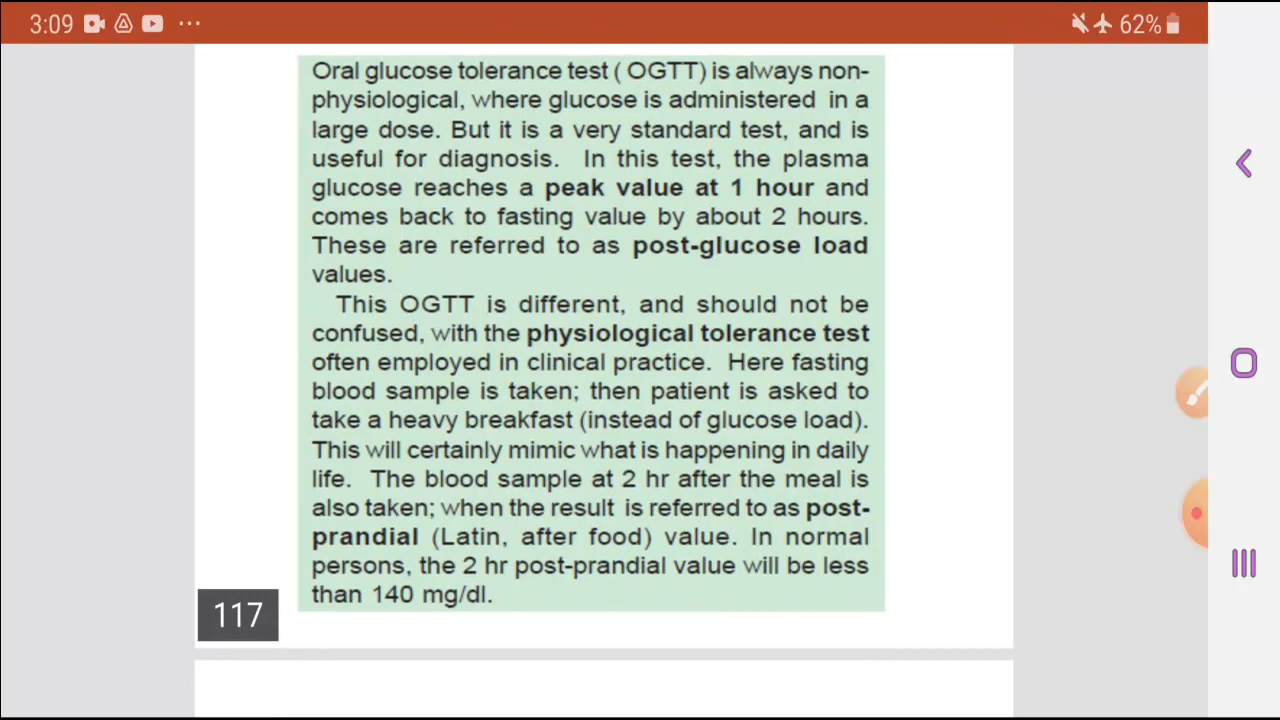 3:09
62%
Oral glucose tolerance test ( OGTT) is always non-
physiological, where glucose is administered in a
large dose. But it is a very standard test, and is
useful for diagnosis. In this test, the plasma
glucose reaches a peak value at 1 hour and
comes back to fasting value by about 2 hours.
These are referred to as post-glucose load
values.
This OGTT is different, and should not be
confused, with the physiological tolerance test
often employed in clinical practice. Here fasting
blood sample is taken; then patient is asked to
take a heavy breakfast (instead of glucose load).
This will certainly mimic what is happening in daily
life. The blood sample at 2 hr after the meal is
also taken; when the result is referred to as post-
prandial (Latin, after food) value. In normal
persons, the 2 hr post-prandial value will be less
than 140 mg/dl.
117